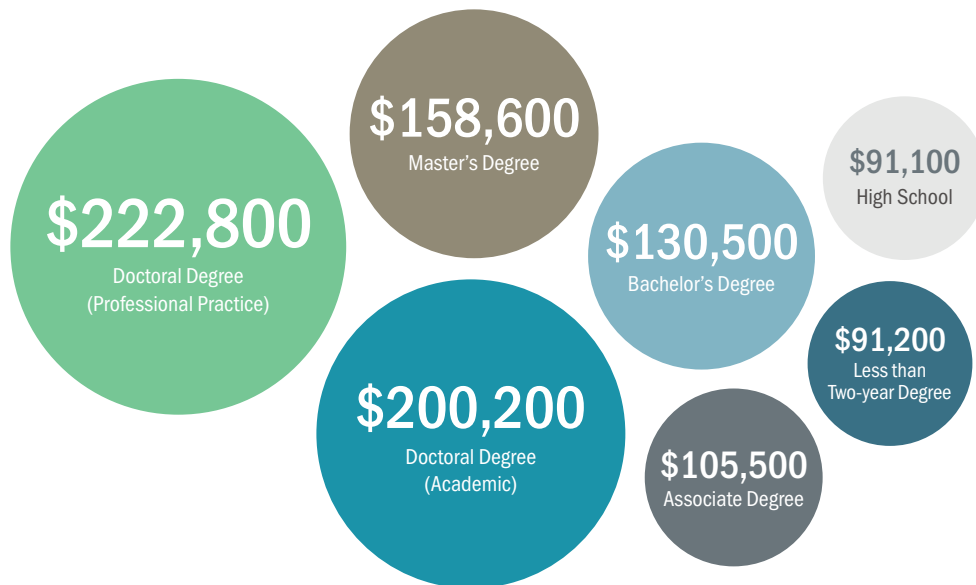 $222,800
Doctoral Degree
(Professional Practice)
$158,600
Master’s Degree
$200,200
Doctoral Degree
(Academic)
$130,500
Bachelor’s Degree
$105,500
Associate Degree
$91,100
High School
$91,200
Less than
Two-year Degree